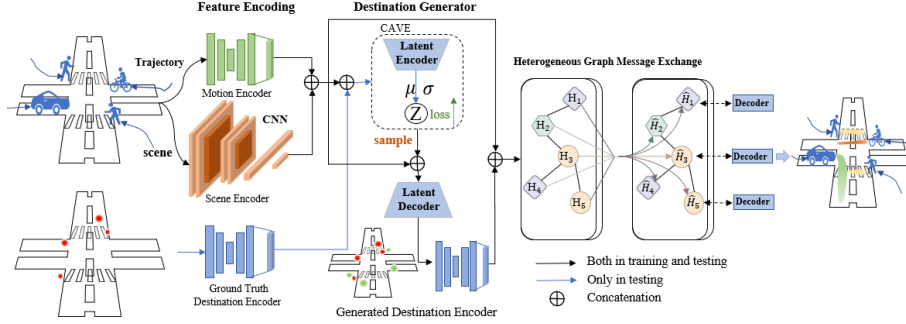 Feature Encoding
Destination Generator
CAVE
Trajectory
Latent
Encoder
Heterogeneous Graph Message Exchange
Motion Encoder
μ σ
CNN
Z
loss
scene
sample
Scene Encoder
Latent
Decoder
H1
H2
H3
H4
H5
Ĥ1
Ĥ2
Ĥ3
Ĥ4
Ĥ5
Decoder
Decoder
Decoder
Ground Truth
Destination Encoder
Generated Destination Encoder
Both in training and testing
Only in testing
Concatenation